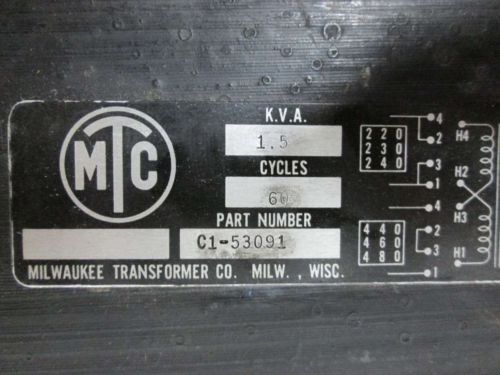 MTC
K.V.A.
1.5
CYCLES
60
PART NUMBER
C1-53091
MILWAUKEE TRANSFORMER CO. MILW., WISC.
220
230
240
4
2
3
1
4
440
460
480
2
3
1
H4
H2
H3
H1